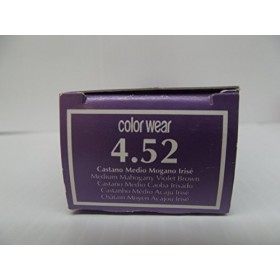 color wear
4.52
Castano Medio Mogano Irisé
Medium Mahogany Violet Brown
Castano Medio Caoba Irisado
Castanho Médio Acaju Irisé
Châtain Moyen Acajou Irisé